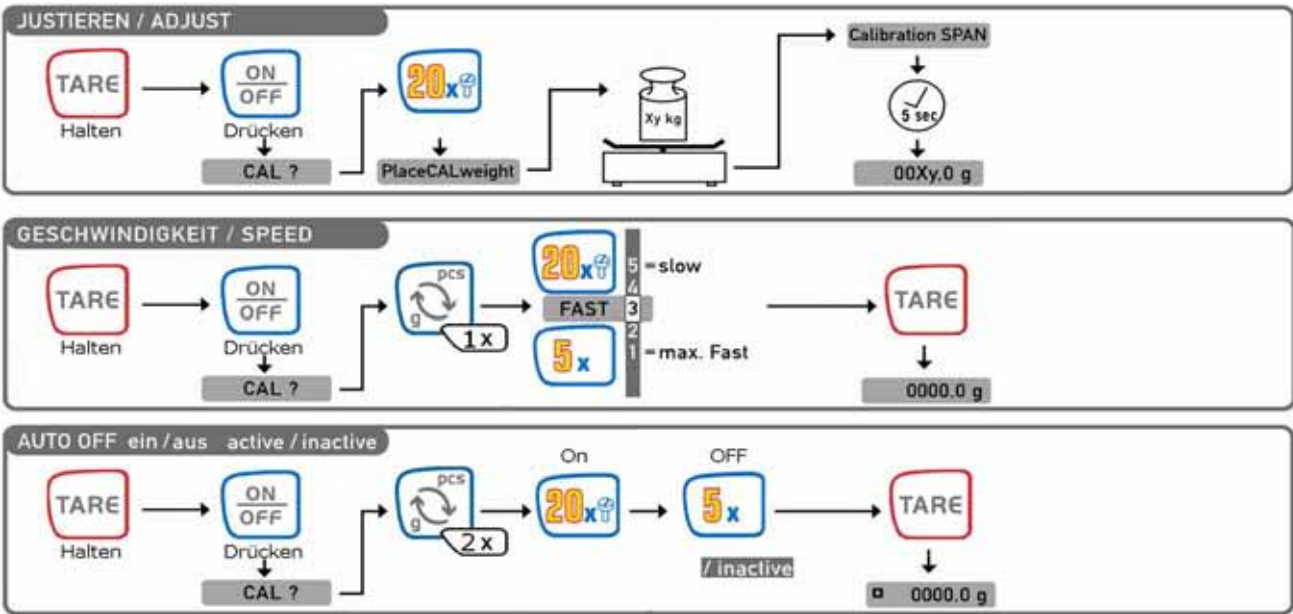 JUSTIEREN / ADJUST
TARE
Halten
ON
OFF
Drücken
CAL ?
20x
PlaceCALweight
Xy kg
Calibration SPAN
5 sec
00Xy,0 g
GESCHWINDIGKEIT / SPEED
TARE
Halten
ON
OFF
Drücken
CAL ?
pcs
g
1x
20x
5 =slow
4
FAST 3
2
5x
1 =max. Fast
TARE
0000.0 g
AUTO OFF ein/aus active/inactive
TARE
Halten
ON
OFF
Drücken
CAL ?
pcs
g
2x
On
20x
OFF
5x
/ inactive
TARE
0000.0 g